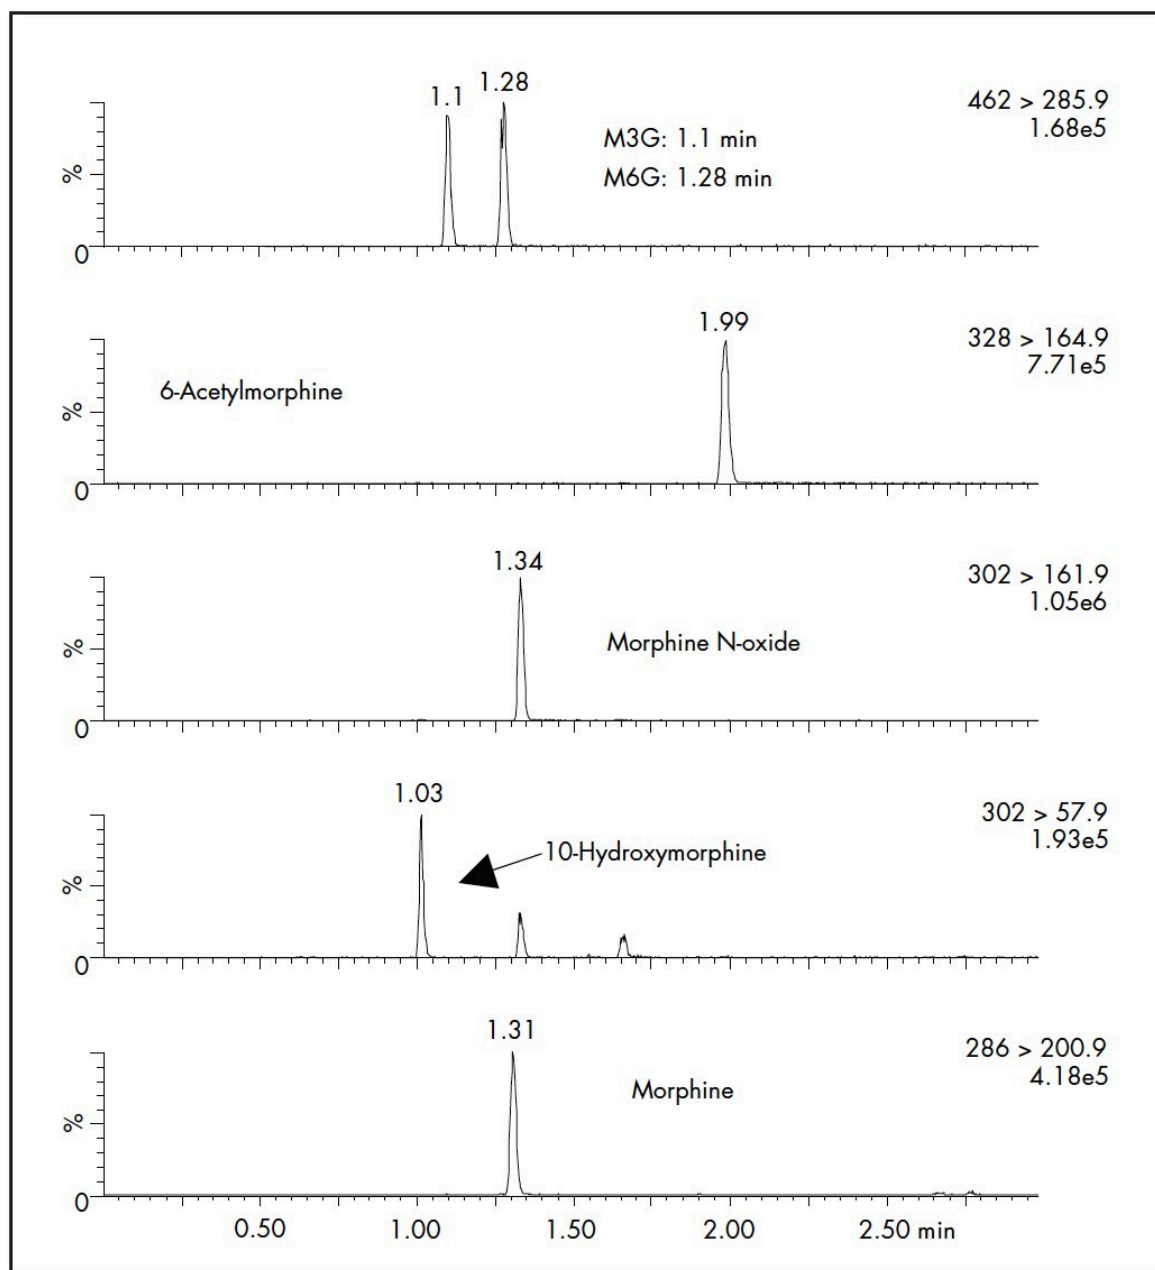 1.1
1.28
462 > 285.9
1.68e5
M3G: 1.1 min
M6G: 1.28 min
%
0
1.99
328 > 164.9
7.71e5
6-Acetylmorphine
%
0
1.34
302 > 161.9
1.05e6
Morphine N-oxide
%
0
1.03
302 > 57.9
1.93e5
10-Hydroxymorphine
%
0
1.31
286 > 200.9
4.18e5
Morphine
%
0
0.50 1.00 1.50 2.00 2.50 min